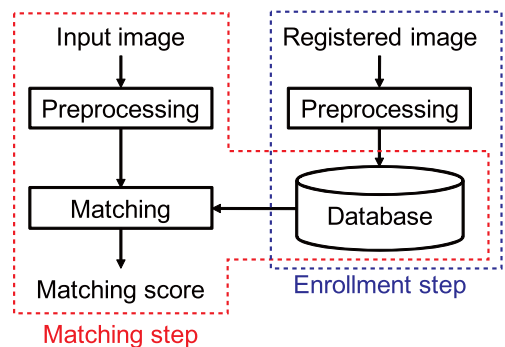 Input image
Registered image
Preprocessing
Preprocessing
Matching
Database
Matching score
Enrollment step
Matching step